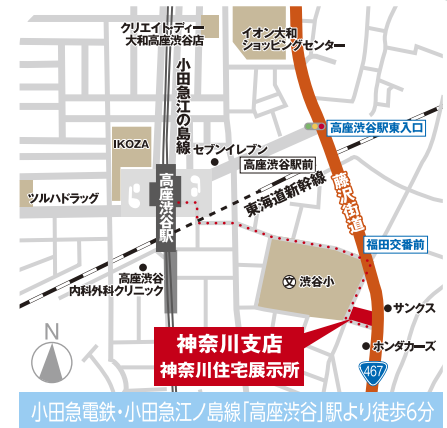 クリエイト・ディー
大和高座渋谷店
イオン大和
ショッピングセンター
小田急江の島線
高座渋谷駅東入口
IKOZA
セブンイレブン
高座渋谷駅前
ツルハドラッグ
高座渋谷駅
東海道新幹線
藤沢街道
福田交番前
高座渋谷
内科外科クリニック
文
渋谷小
サンクス
ホンダカーズ
N
神奈川支店
神奈川住宅展示所
467
小田急電鉄・小田急江ノ島線「高座渋谷」駅より徒歩6分